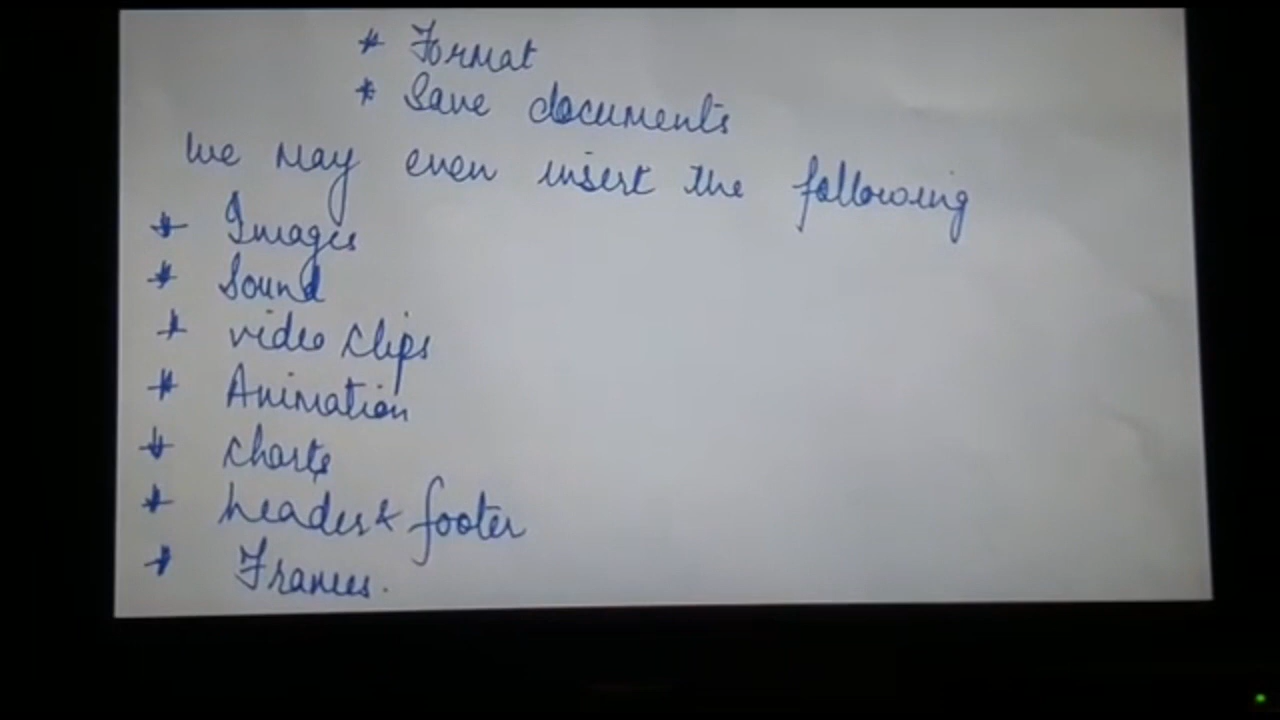 * Format
* Save documents
We may even insert the following
* Images
* Sound
* video clips
* Animation
* charts
* header & footer
* Frames.